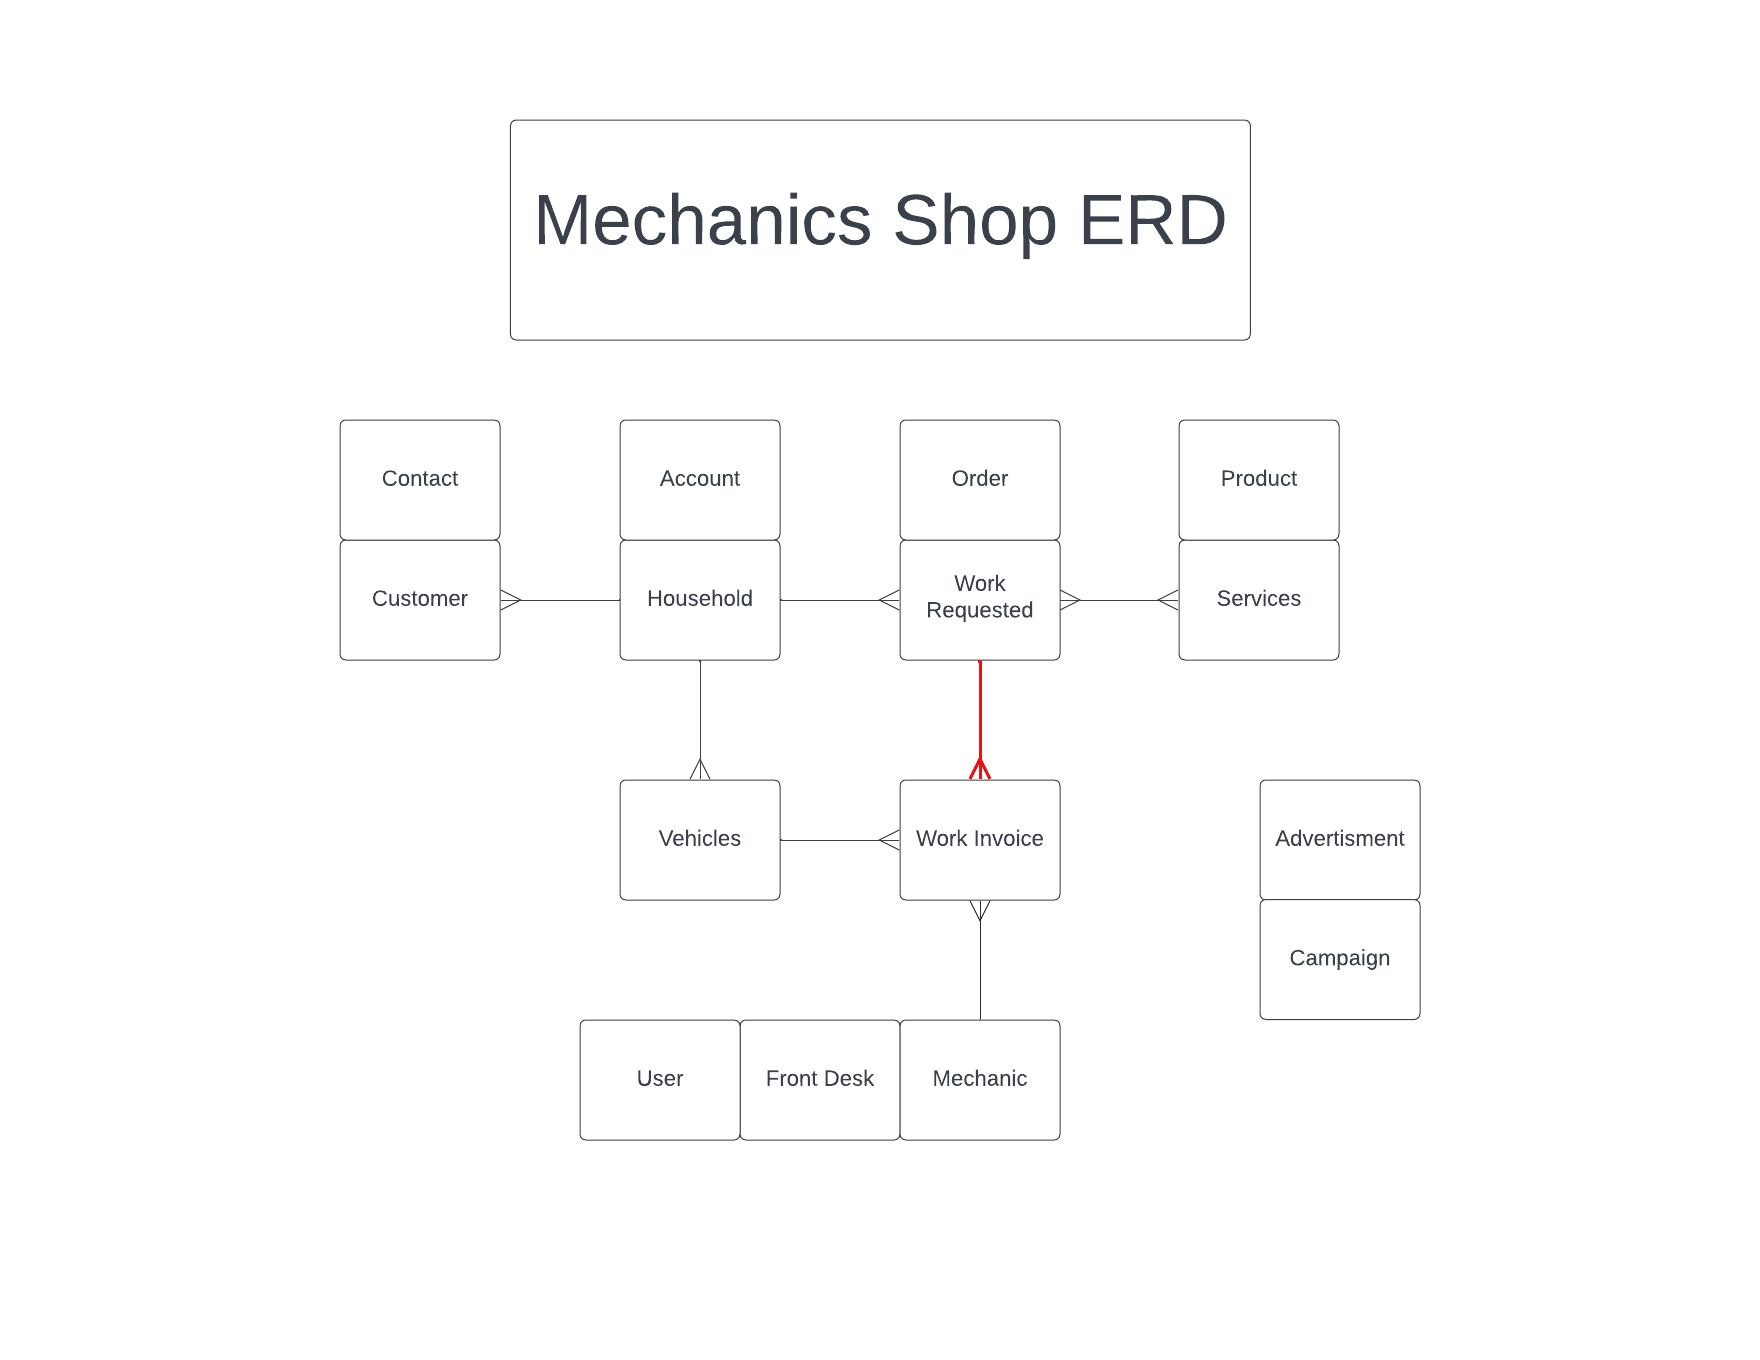 Mechanics Shop ERD
Contact
Account
Order
Product
Customer
Household
Work
Requested
Services
Vehicles
Work Invoice
Advertisment
Campaign
User
Front Desk
Mechanic